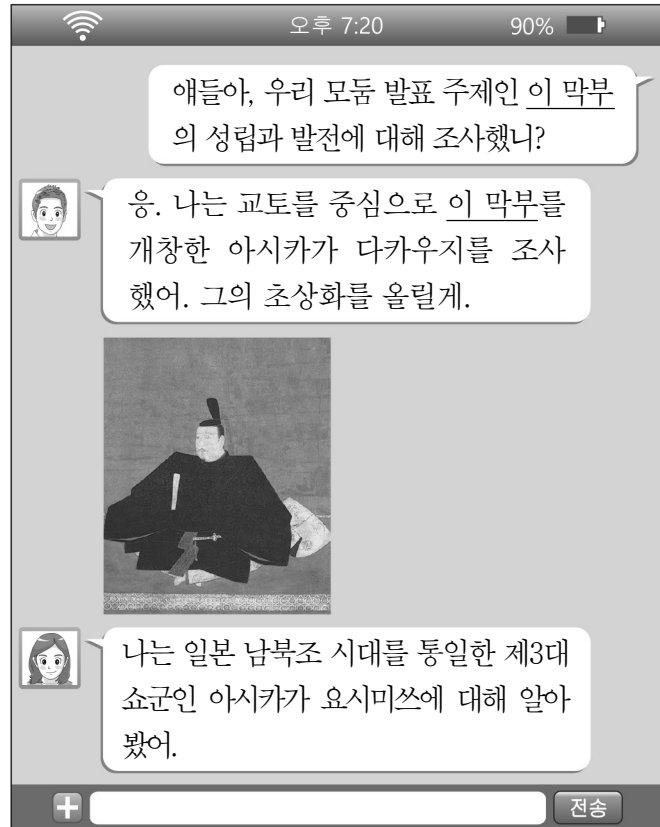 오후 7:20 90%
얘들아, 우리 모둠 발표 주제인 이 막부
의 성립과 발전에 대해 조사했니?
응. 나는 교토를 중심으로 이 막부를
개창한 아시카가 다카우지를 조사
했어. 그의 초상화를 올릴게.
나는 일본 남북조 시대를 통일한 제3대
쇼군인 아시카가 요시미쓰에 대해 알아
봤어.
전송